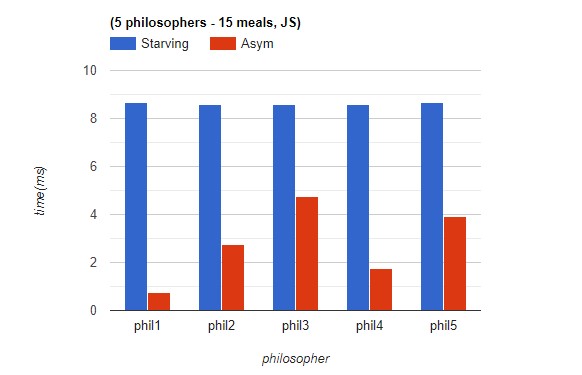 (5 philosophers - 15 meals, JS)
Starving Asym
10
8
6
4
2
0
time(ms)
phil1 phil2 phil3 phil4 phil5
philosopher